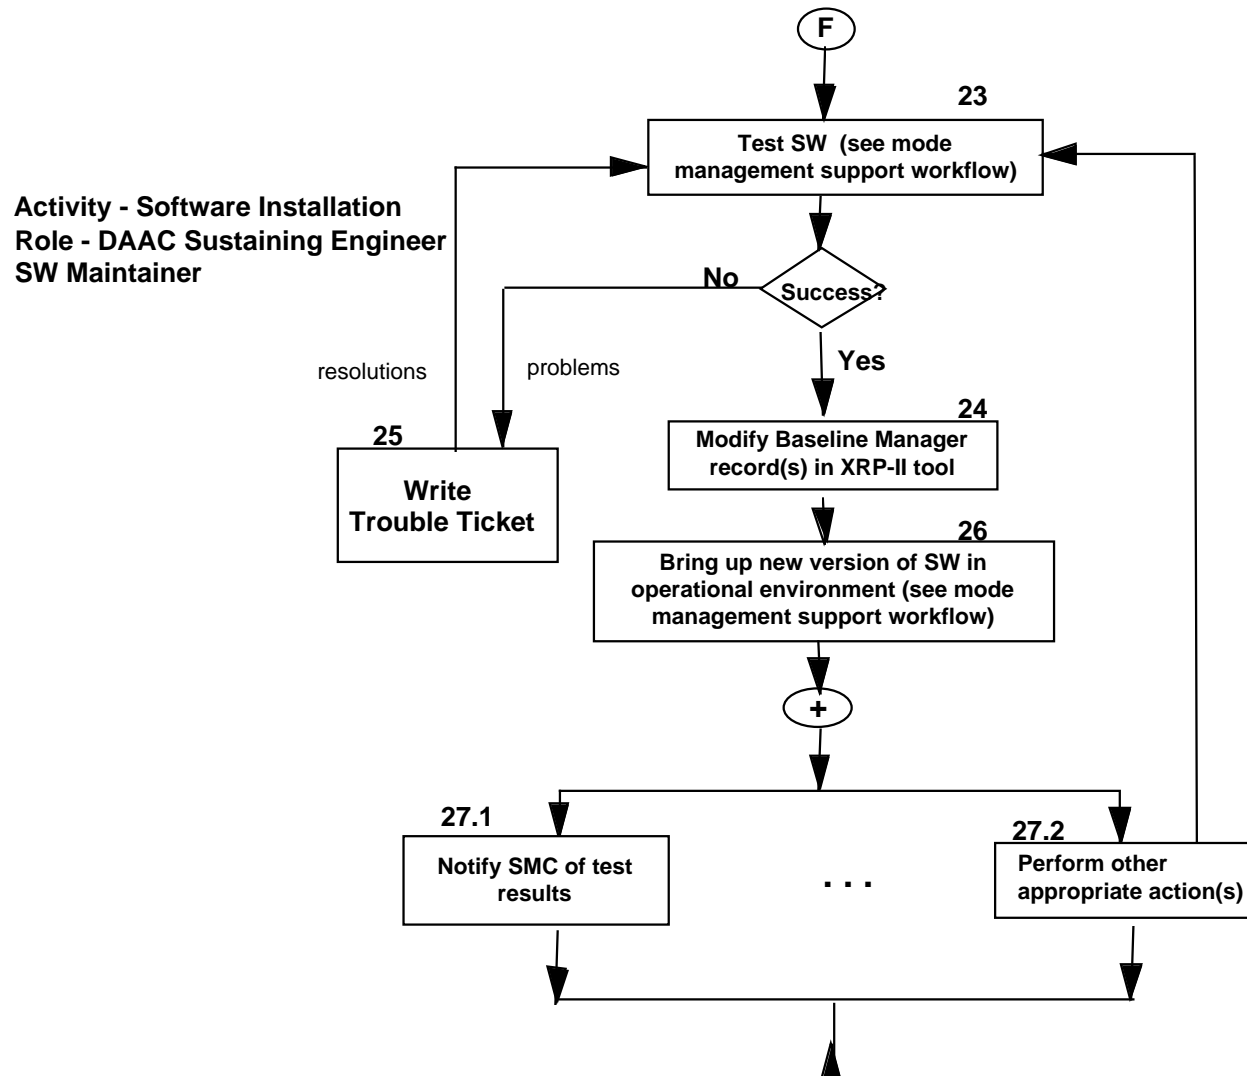 F
23
Test SW (see mode
management support workflow)
Activity - Software Installation
Role - DAAC Sustaining Engineer
SW Maintainer
No
Success?
resolutions
problems
Yes
24
25
Modify Baseline Manager
record(s) in XRP-II tool
Write
Trouble Ticket
26
Bring up new version of SW in
operational environment (see mode
management support workflow)
+
27.1
27.2
Notify SMC of test
results
. . .
Perform other
appropriate action(s)